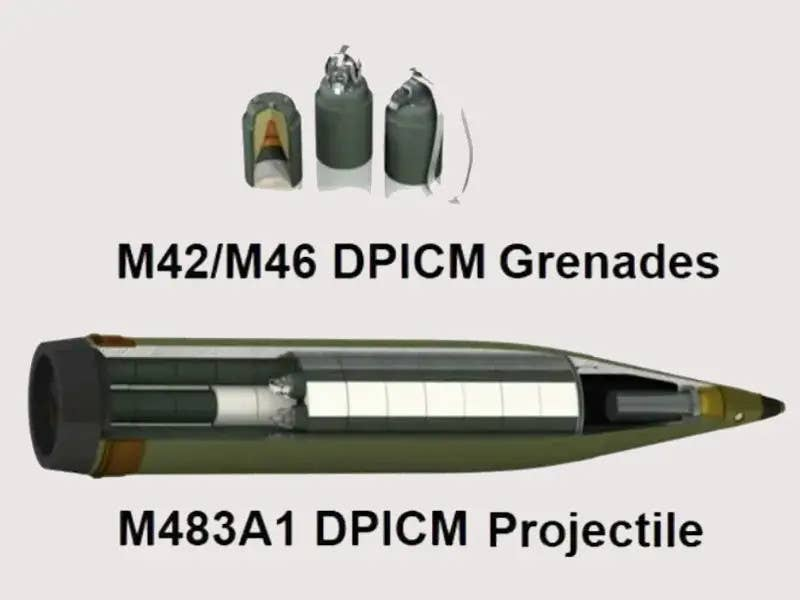 M42/M46 DPICM Grenades
M483A1 DPICM Projectile